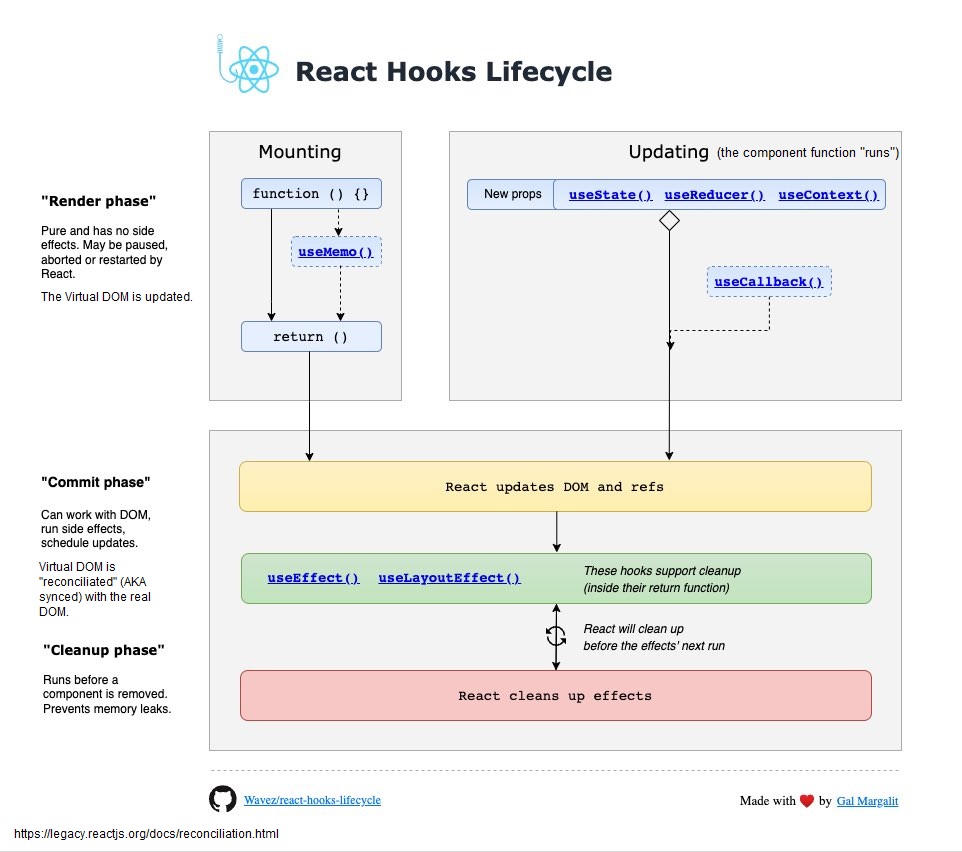 React Hooks Lifecycle
Mounting
Updating (the component function "runs")
"Render phase"
Pure and has no side
effects. May be paused,
aborted or restarted by
React.
The Virtual DOM is updated.
function () {}
useMemo()
return ()
New props
useState() useReducer() useContext()
useCallback()
"Commit phase"
Can work with DOM,
run side effects,
schedule updates.
Virtual DOM is
"reconciliated" (AKA
synced) with the real
DOM.
React updates DOM and refs
useEffect() useLayoutEffect()
These hooks support cleanup
(inside their return function)
React will clean up
before the effects' next run
"Cleanup phase"
Runs before a
component is removed.
Prevents memory leaks.
React cleans up effects
Wavez/react-hooks-lifecycle
Made with ❤️ by Gal Margalit
https://legacy.reactjs.org/docs/reconciliation.html